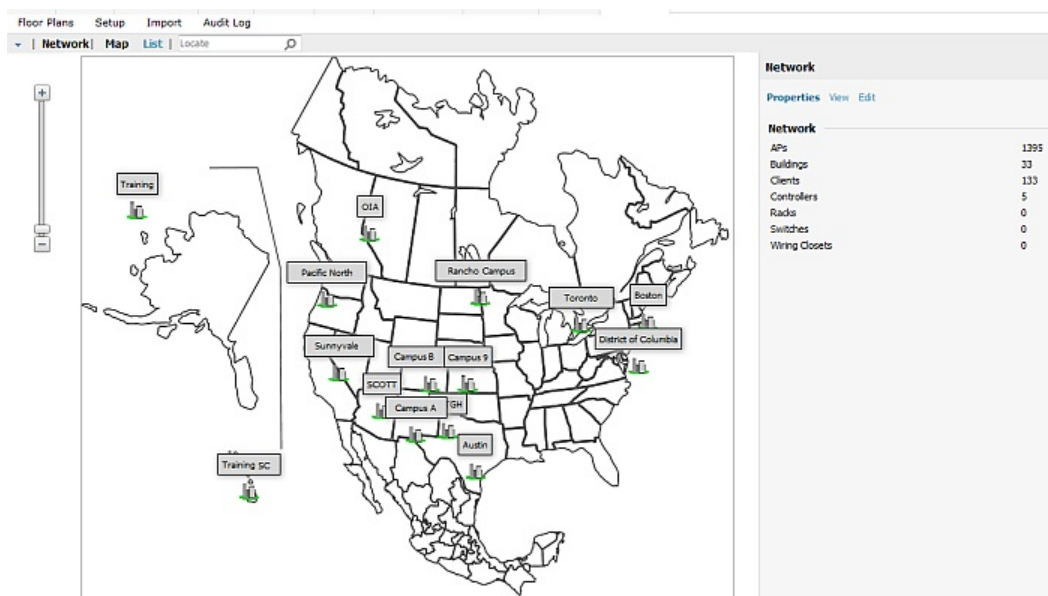 Floor Plans Setup Import Audit Log
| Network | Map List | Locate
Network
Properties View Edit
Network
APs 1395
Buildings 33
Clients 133
Controllers 5
Racks 0
Switches 0
Wiring Closets 0
+
-
Training
OIA
Pacific North
Rancho Campus
Toronto
Boston
District of Columbia
Sunnyvale
Campus B
Campus 9
SCOTT
Campus A
Austin
Training SC